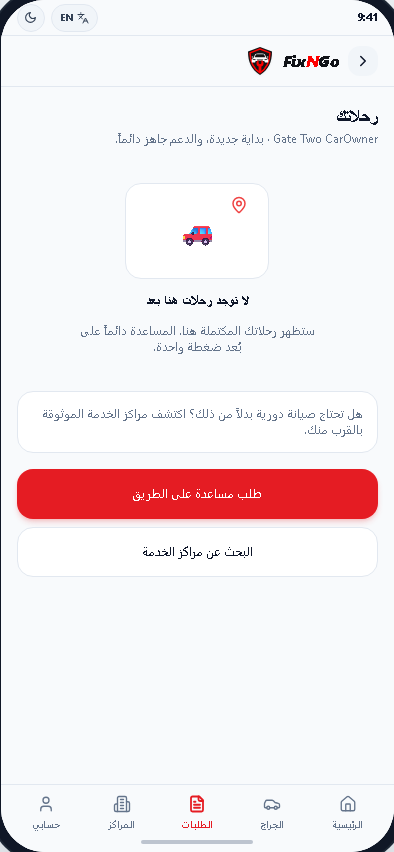 9:41
EN
FixNGo
رحلاتك
Gate Two CarOwner · بداية جديدة، والدعم جاهز دائماً.
لا توجد رحلات هنا بعد
ستظهر رحلاتك المكتملة هنا. المساعدة دائماً على
بُعد ضغطة واحدة.
هل تحتاج صيانة دورية بدلاً من ذلك؟ اكتشف مراكز الخدمة الموثوقة
بالقرب منك.
طلب مساعدة على الطريق
البحث عن مراكز الخدمة
الرئيسية
الجراج
الطلبات
المراكز
حسابي